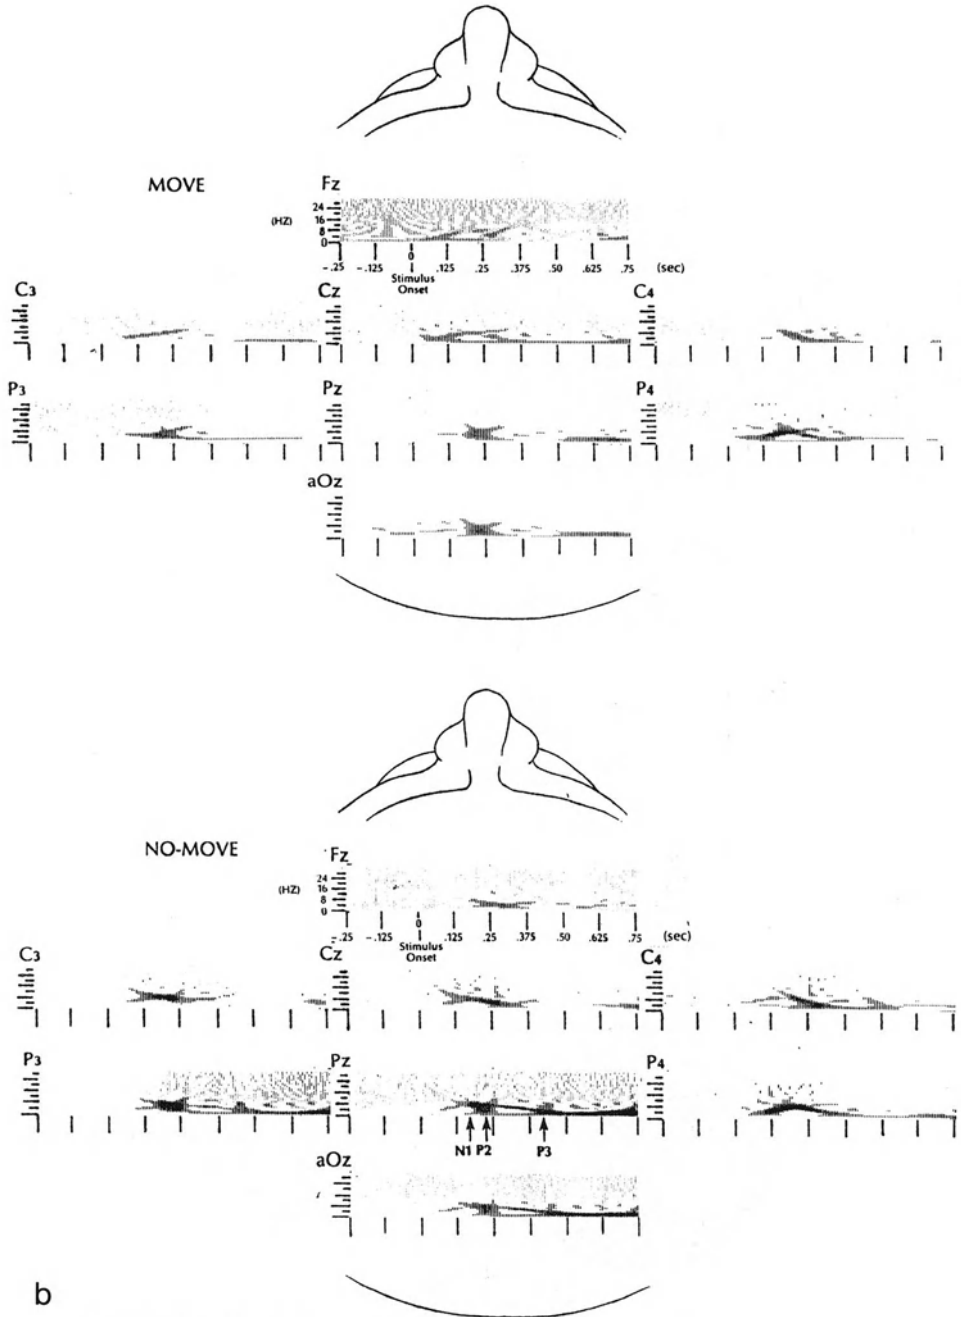 MOVE
Fz
(HZ)
24
16
8
0
-.25 -.125 0 .125 .25 .375 .50 .625 .75 (sec)
Stimulus
Onset
C3 Cz C4
P3 Pz P4
aOz
NO-MOVE
Fz
(HZ)
24
16
8
0
-.25 -.125 0 .125 .25 .375 .50 .625 .75 (sec)
Stimulus
Onset
C3 Cz C4
P3 Pz P4
N1 P2 P3
aOz
b